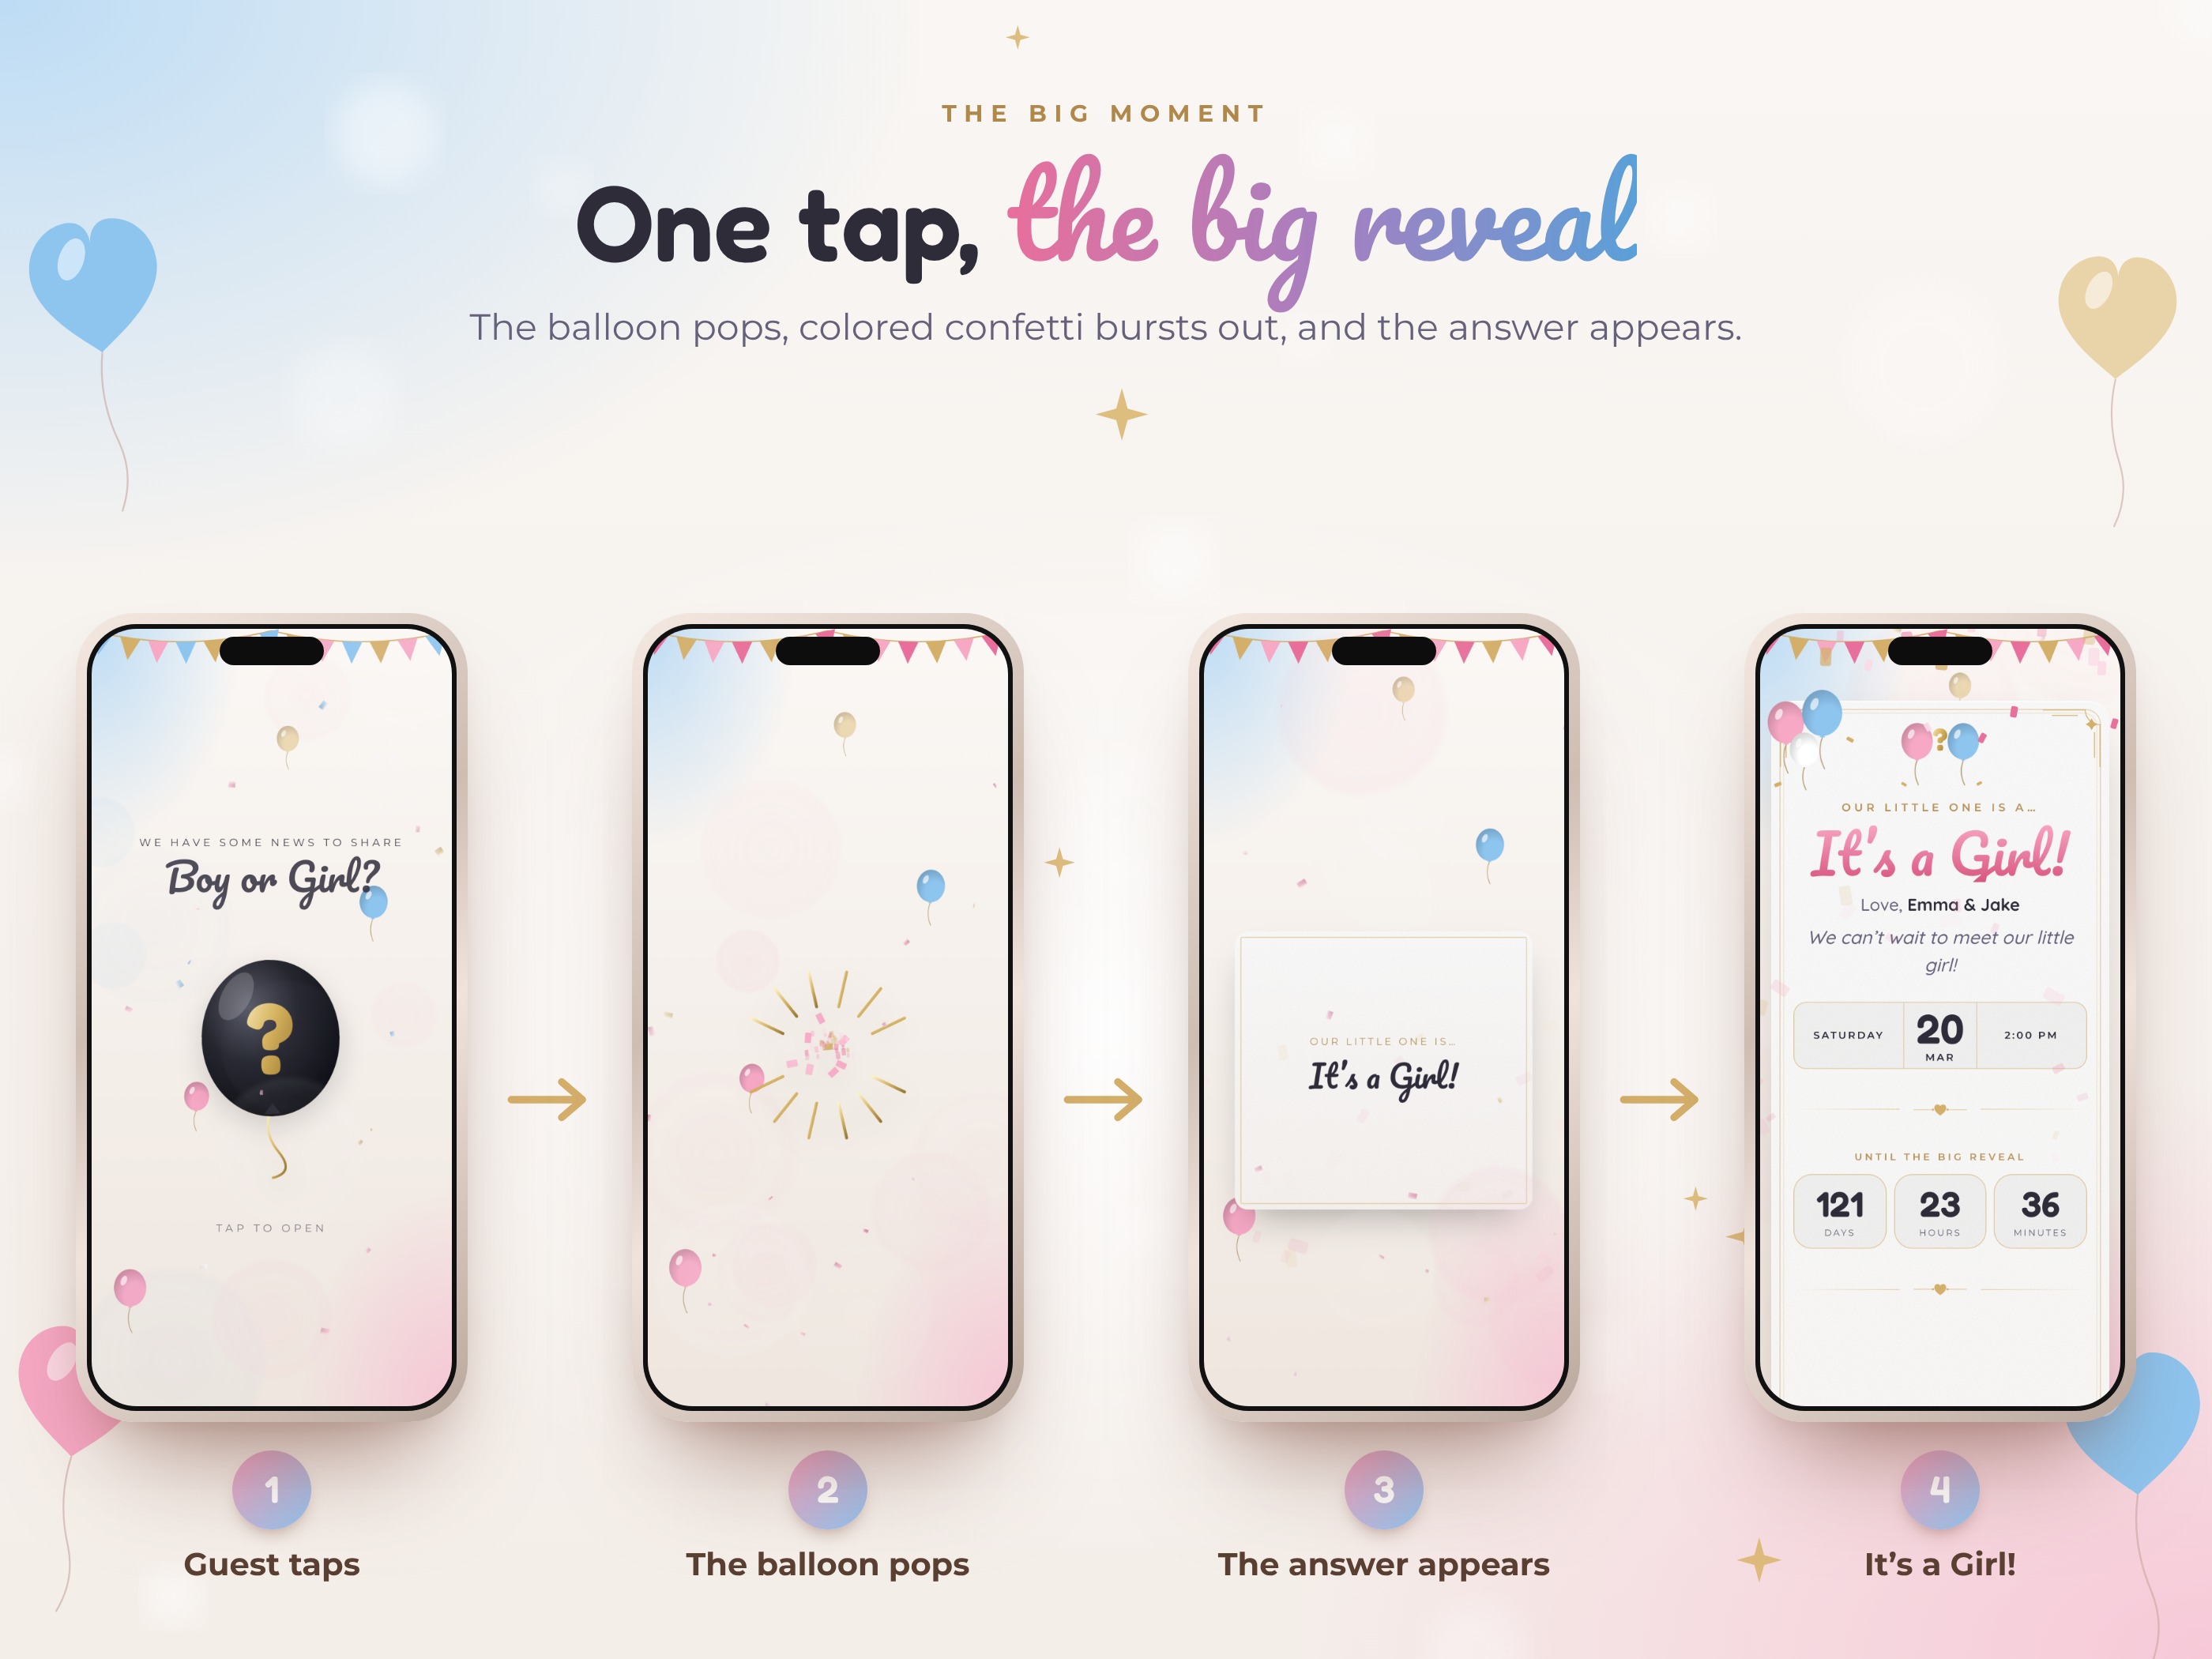 THE BIG MOMENT
One tap, the big reveal
The balloon pops, colored confetti bursts out, and the answer appears.
WE HAVE SOME NEWS TO SHARE
Boy or Girl?
?
TAP TO OPEN
1
Guest taps
2
The balloon pops
OUR LITTLE ONE IS…
It's a Girl!
3
The answer appears
?
OUR LITTLE ONE IS A…
It's a Girl!
Love, Emma & Jake
We can't wait to meet our little
girl!
SATURDAY
20
MAR
2:00 PM
UNTIL THE BIG REVEAL
121 23 36
DAYS HOURS MINUTES
4
It's a Girl!